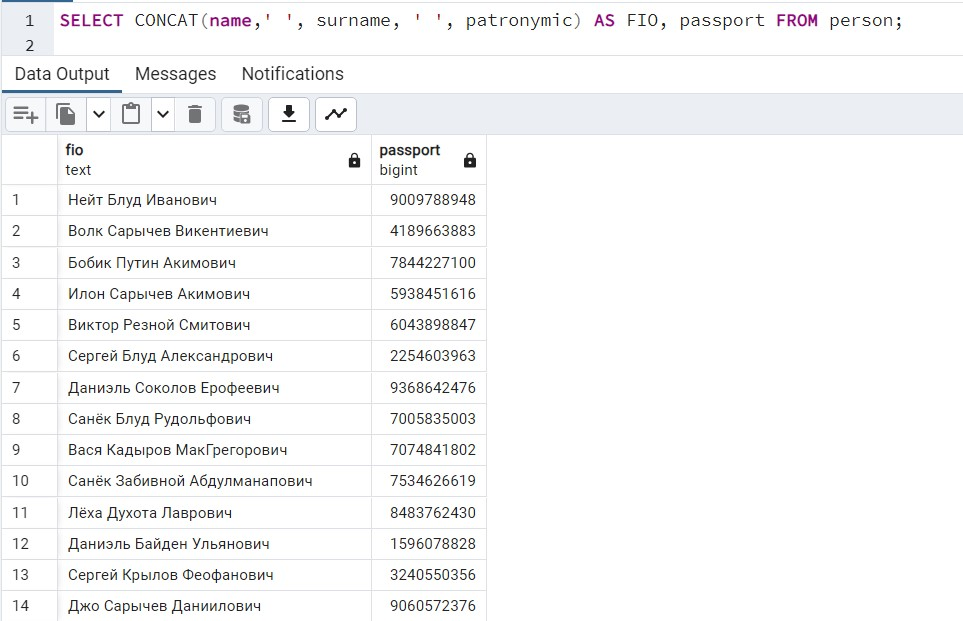 1 SELECT CONCAT(name,' ', surname, ' ', patronymic) AS FIO, passport FROM person;
2
Data Output Messages Notifications
fio passport
text bigint
1 Нейт Блуд Иванович 9009788948
2 Волк Сарычев Викентиевич 4189663883
3 Бобик Путин Акимович 7844227100
4 Илон Сарычев Акимович 5938451616
5 Виктор Резной Смитович 6043898847
6 Сергей Блуд Александрович 2254603963
7 Даниэль Соколов Ерофеевич 9368642476
8 Санёк Блуд Рудольфович 7005835003
9 Вася Кадыров МакГрегорович 7074841802
10 Санёк Забивной Абдулманапович 7534626619
11 Лёха Духота Лаврович 8483762430
12 Даниэль Байден Ульянович 1596078828
13 Сергей Крылов Феофанович 3240550356
14 Джо Сарычев Даниилович 9060572376